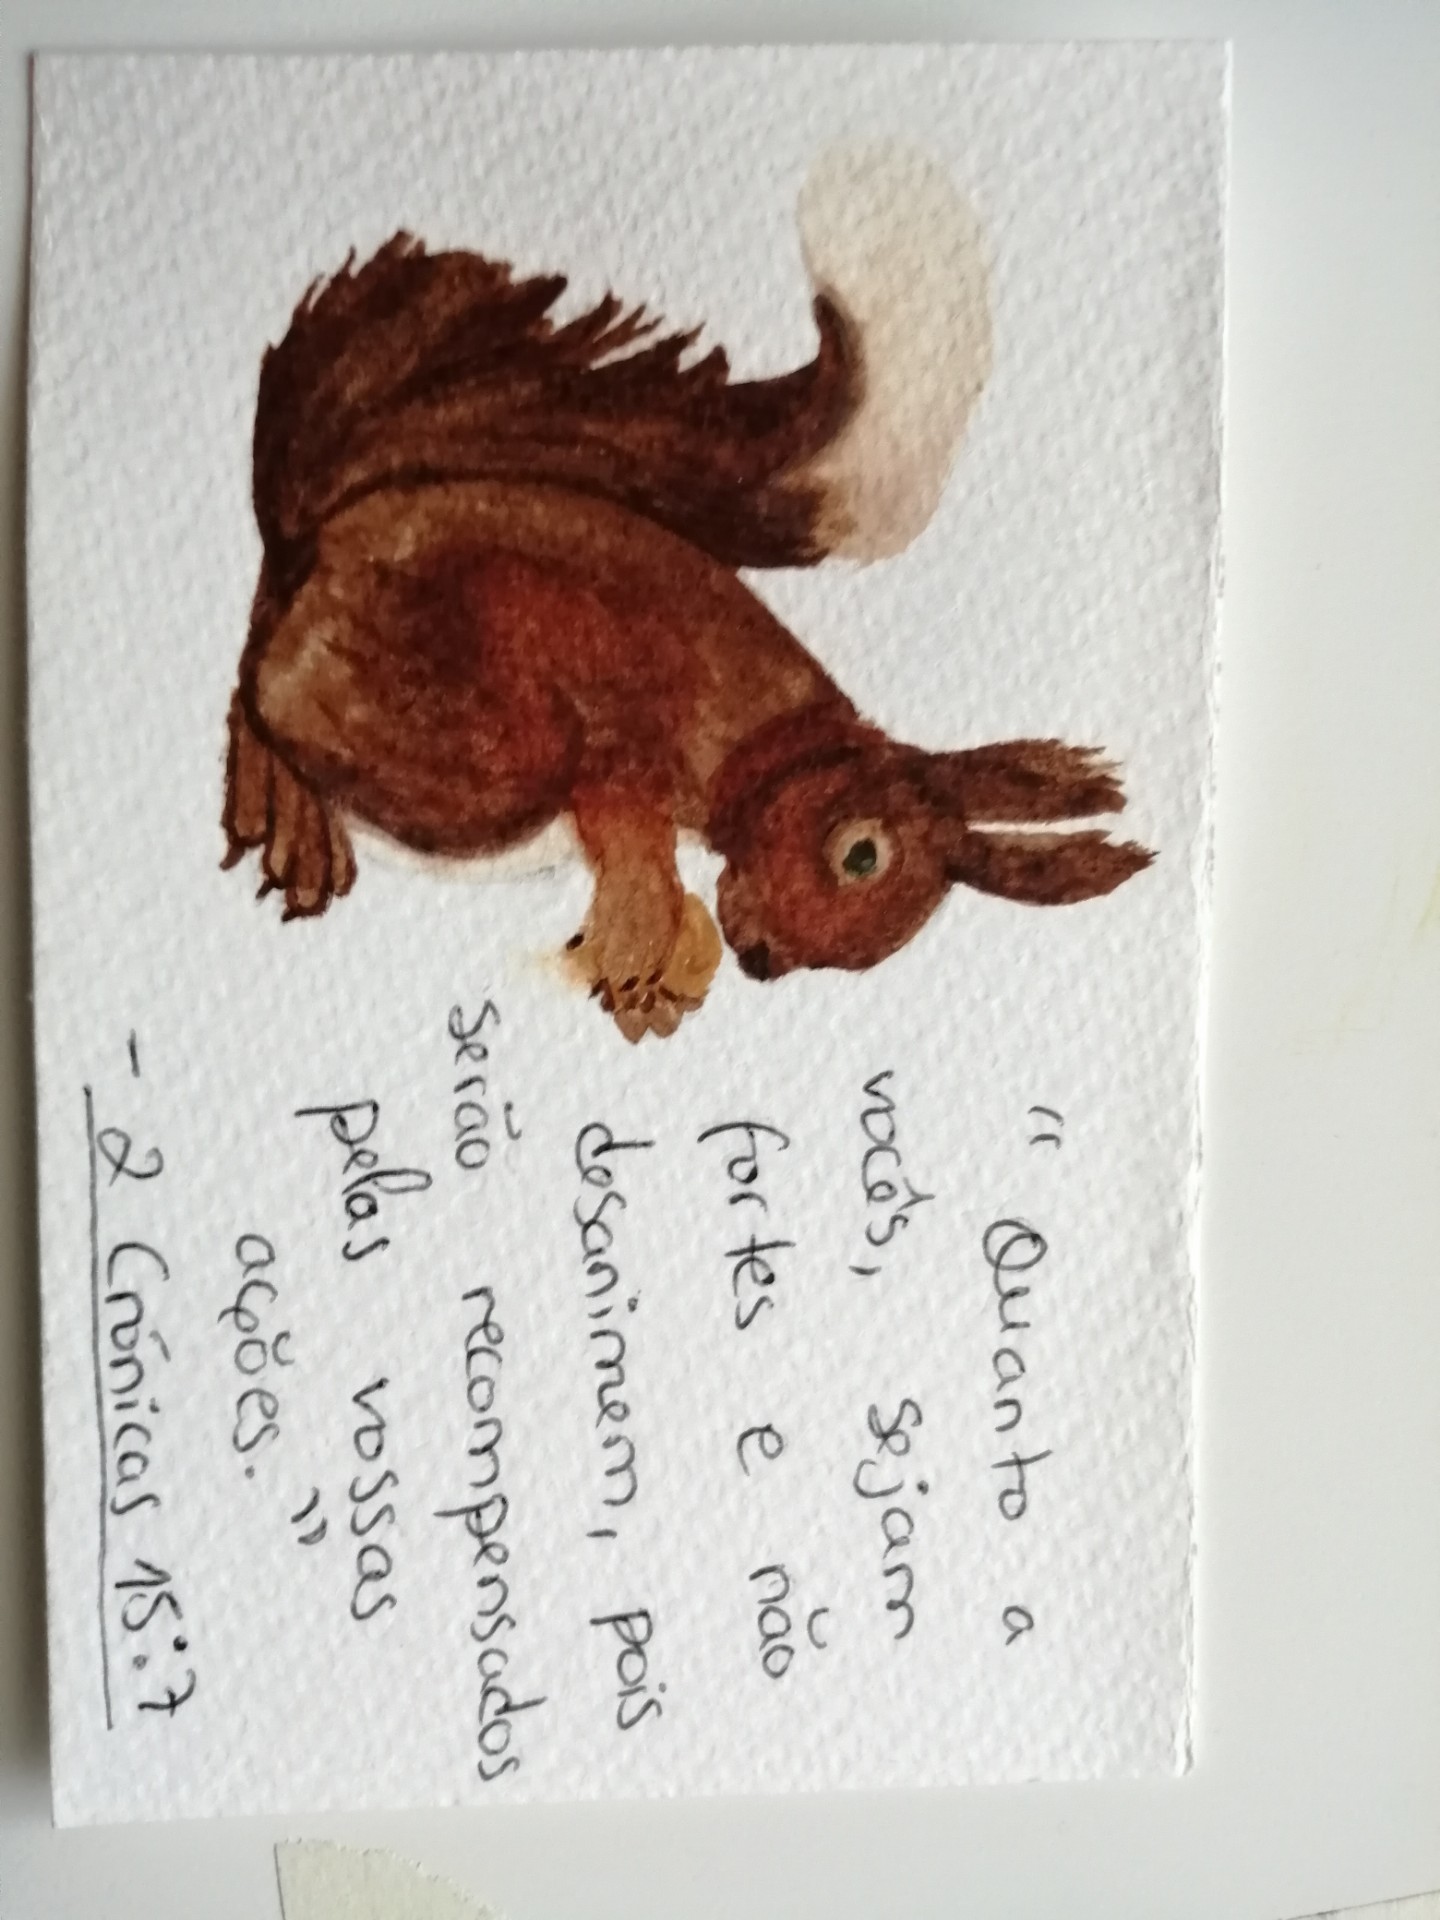 “ Quanto a
vocês, sejam
fortes e não
desanimem, pois
serão recompensados
pelas vossas
ações.”
- 2 Crónicas 15:7